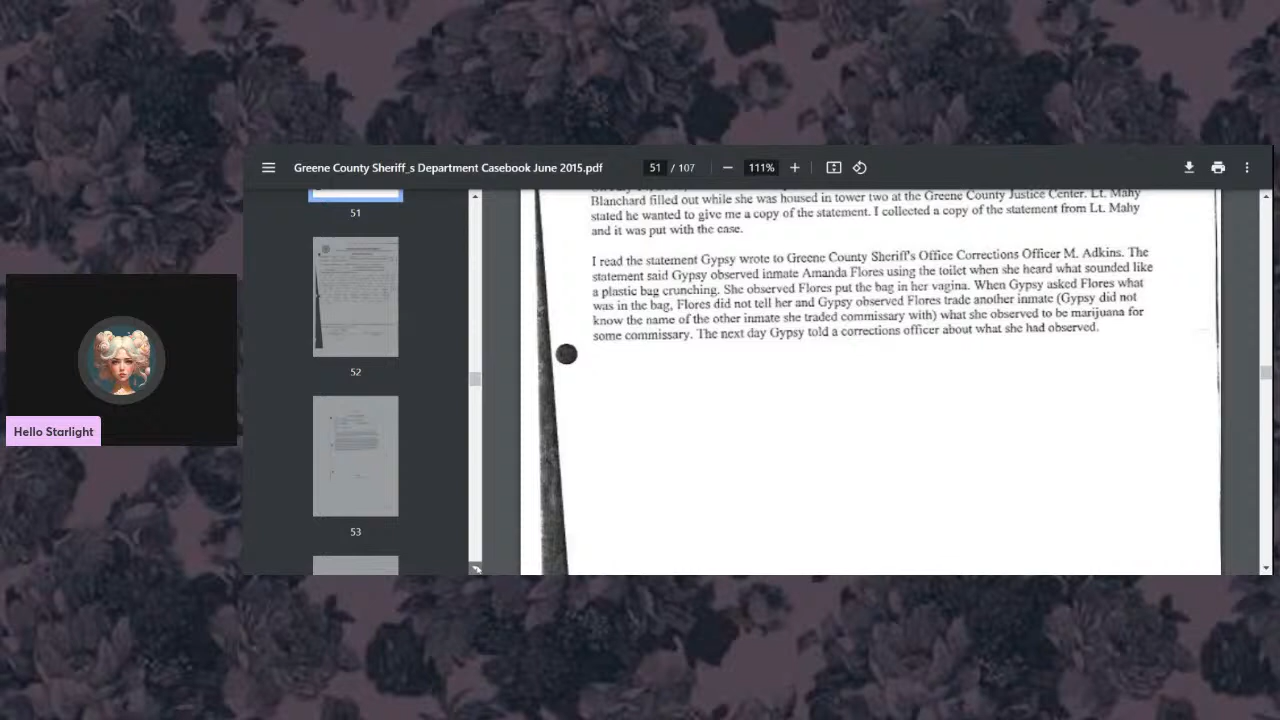 Greene County Sheriff_s Department Casebook June 2015.pdf
51 / 107
111%
51
52
53
Hello Starlight
Blanchard filled out while she was housed in tower two at the Greene County Justice Center. Lt. Mahy
stated he wanted to give me a copy of the statement. I collected a copy of the statement from Lt. Mahy
and it was put with the case.
I read the statement Gypsy wrote to Greene County Sheriff's Office Corrections Officer M. Adkins. The
statement said Gypsy observed inmate Amanda Flores using the toilet when she heard what sounded like
a plastic bag crunching. She observed Flores put the bag in her vagina. When Gypsy asked Flores what
was in the bag, Flores did not tell her and Gypsy observed Flores trade another inmate (Gypsy did not
know the name of the other inmate she traded commissary with) what she observed to be marijuana for
some commissary. The next day Gypsy told a corrections officer about what she had observed.